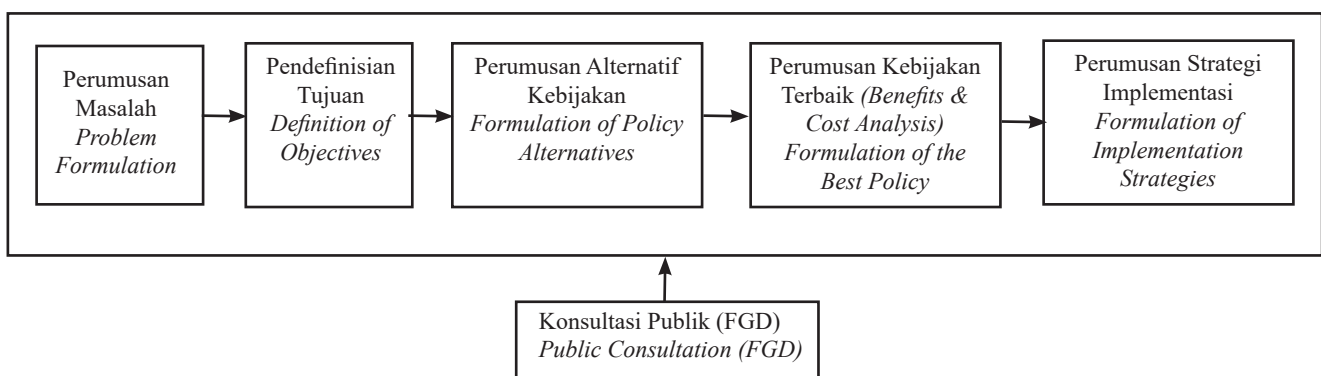 Perumusan
Masalah
Problem
Formulation
Pendefinisian
Tujuan
Definition of
Objectives
Perumusan Alternatif
Kebijakan
Formulation of Policy
Alternatives
Perumusan Kebijakan
Terbaik (Benefits &
Cost Analysis)
Formulation of the
Best Policy
Perumusan Strategi
Implementasi
Formulation of
Implementation
Strategies
Konsultasi Publik (FGD)
Public Consultation (FGD)